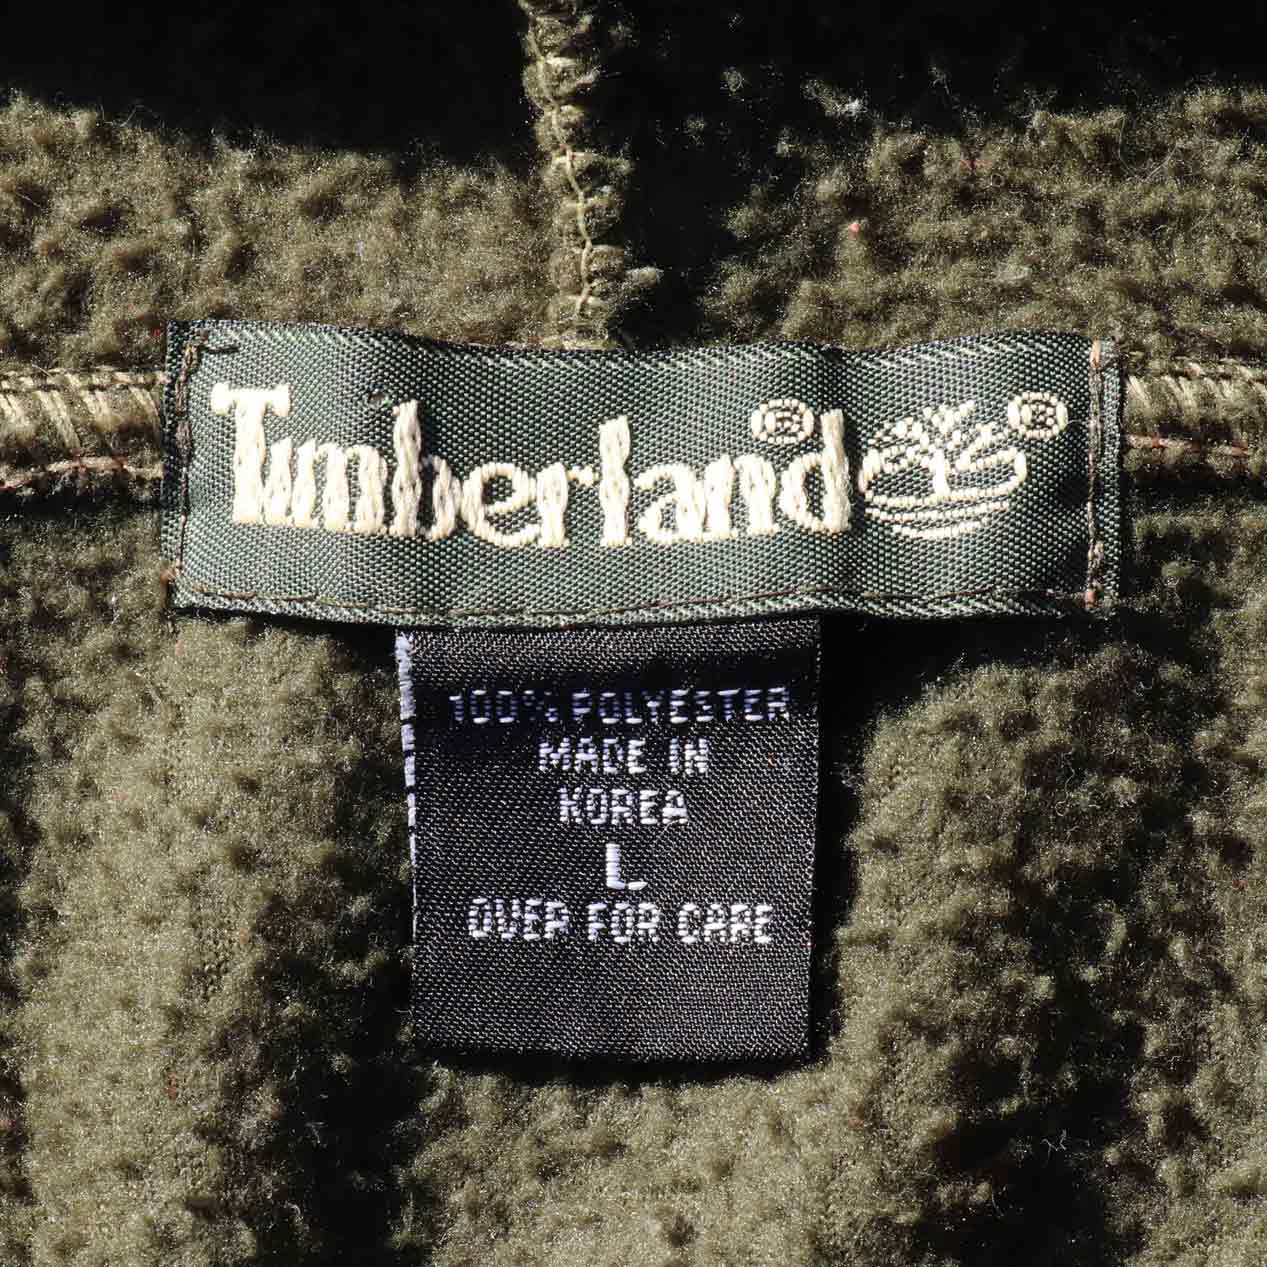 Timberland® ®
100% POLYESTER
MADE IN
KOREA
L
OVER FOR CARE